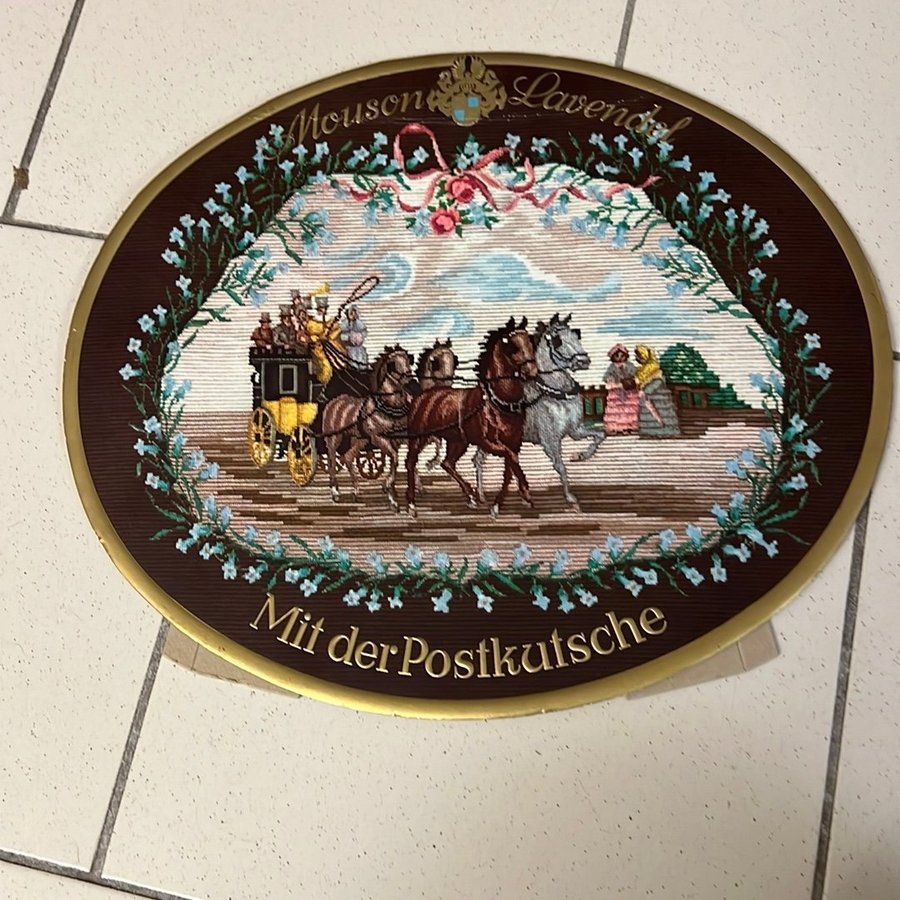 Mouson Lavendel
Mit der Postkutsche